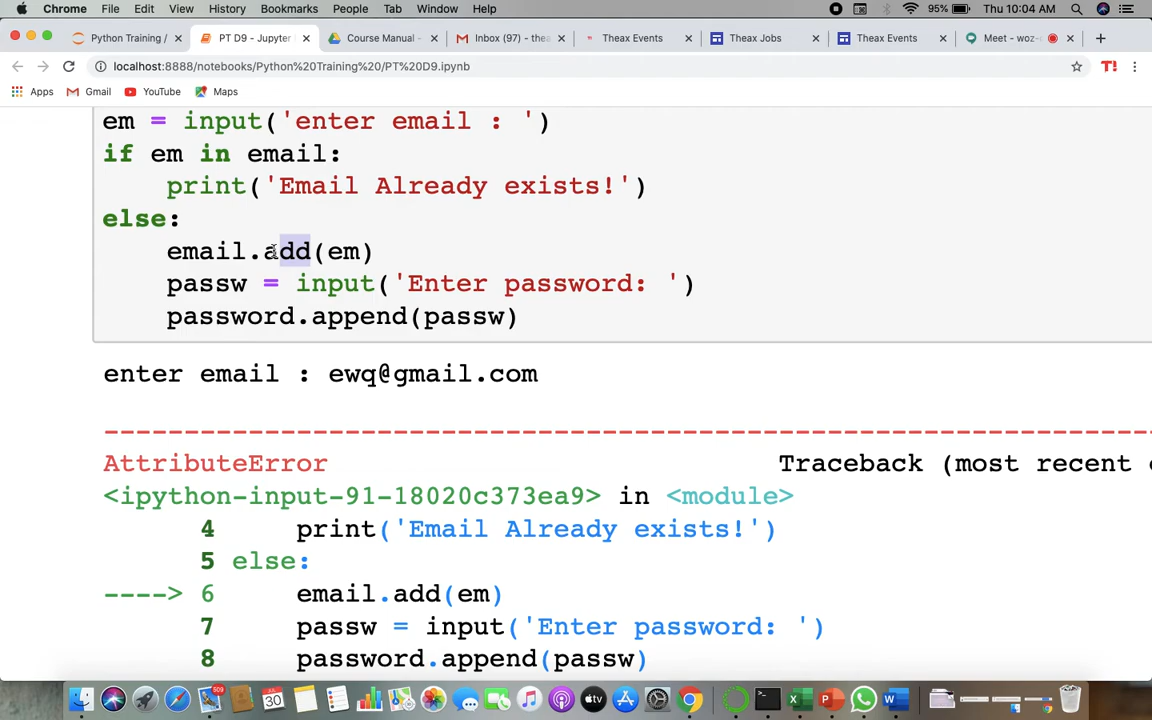 Chrome File Edit View History Bookmarks People Tab Window Help 95% Thu 10:04 AM
Python Training / PT D9 - Jupyter Course Manual - Inbox (97) - thea Theax Events Theax Jobs Theax Events Meet - woz-
localhost:8888/notebooks/Python%20Training%20/PT%20D9.ipynb T!
Apps Gmail YouTube Maps
em = input('enter email : ')
if em in email:
print('Email Already exists!')
else:
email.add(em)
passw = input('Enter password: ')
password.append(passw)
enter email : ewq@gmail.com
---------------------------------------------------------------------------
AttributeError Traceback (most recent
<ipython-input-91-18020c373ea9> in <module>
4 print('Email Already exists!')
5 else:
----> 6 email.add(em)
7 passw = input('Enter password: ')
8 password.append(passw)